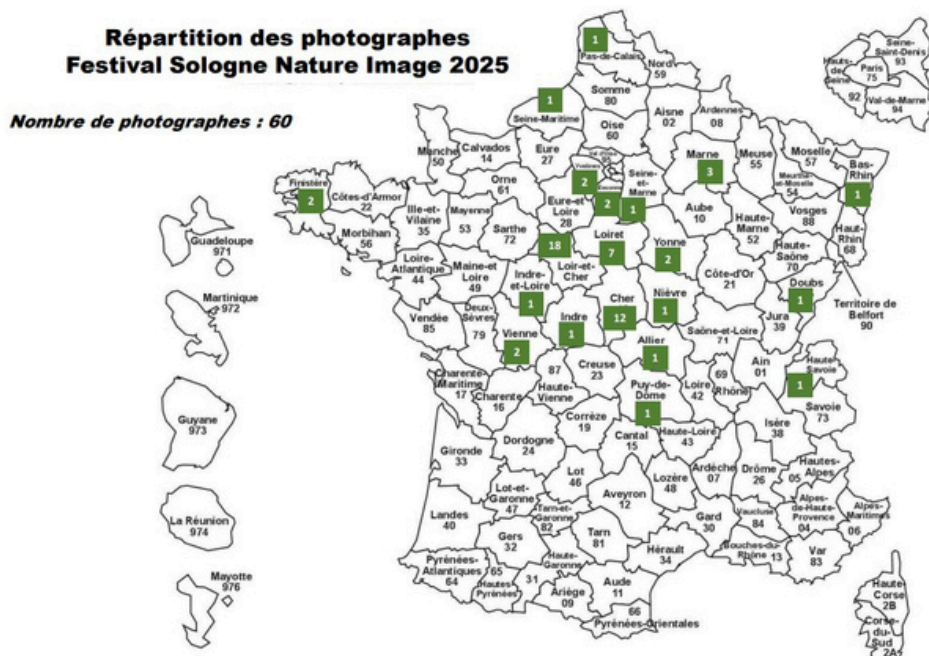 Répartition des photographes
Festival Sologne Nature Image 2025
Nombre de photographes : 60
1
Pas-de-Calais
Nord
59
Seine-
Saint-Denis
93
Hauts-
de-
Seine
Paris
75
92
Val-de-Marne
94
Somme
80
1
Seine-Maritime
Aisne
02
Ardennes
08
Oise
60
Manche
50
Calvados
14
Eure
27
95
Yvelines
2
Essonne
2
Seine-
et-
Marne
1
Marne
3
Meuse
55
Moselle
57
Meurthe-
et-Moselle
54
Bas-
Rhin
1
Finistère
2
Côtes-d'Armor
22
Orne
61
Ille-et-
Vilaine
35
Mayenne
53
Eure-et
Loire
28
Aube
10
Haute-
Marne
52
Vosges
88
Haut-
Rhin
68
Morbihan
56
Sarthe
72
18
Loir-et-
Cher
Loiret
7
Yonne
2
Haute-
Saône
70
Guadeloupe
971
Loire-
Atlantique
44
Maine-et
Loire
49
Indre-
et-Loire
1
Côte-d'Or
21
Doubs
1
Territoire de
Belfort
90
Martinique
972
Vendée
85
Deux-
Sèvres
79
Vienne
2
Indre
1
Cher
12
Nièvre
1
Saône-et-Loire
71
Jura
39
Allier
1
Charente-
Maritime
17
Charente
16
87
Haute-
Vienne
Creuse
23
Puy-de-
Dôme
1
Loire
42
69
Rhône
Ain
01
Haute-
Savoie
1
Savoie
73
Guyane
973
Corrèze
19
Cantal
15
Haute-Loire
43
Isère
38
Gironde
33
Dordogne
24
Lot
46
Lozère
48
Ardèche
07
Drôme
26
Hautes-
Alpes
05
La Réunion
974
Landes
40
Lot-et-
Garonne
47
Tarn-et-
Garonne
82
Aveyron
12
Gard
30
Vaucluse
84
Alpes-
de-Haute-
Provence
04
Alpes-
Maritimes
06
Gers
32
Tarn
81
Hérault
34
Bouches-du-
Rhône
13
Var
83
Mayotte
976
Pyrénées-
Atlantiques
64
65
Hautes
Pyrénées
Haute-
Garonne
31
Ariège
09
Aude
11
66
Pyrénées-Orientales
Haute-
Corse
2B
Corse-
du-
Sud
2A